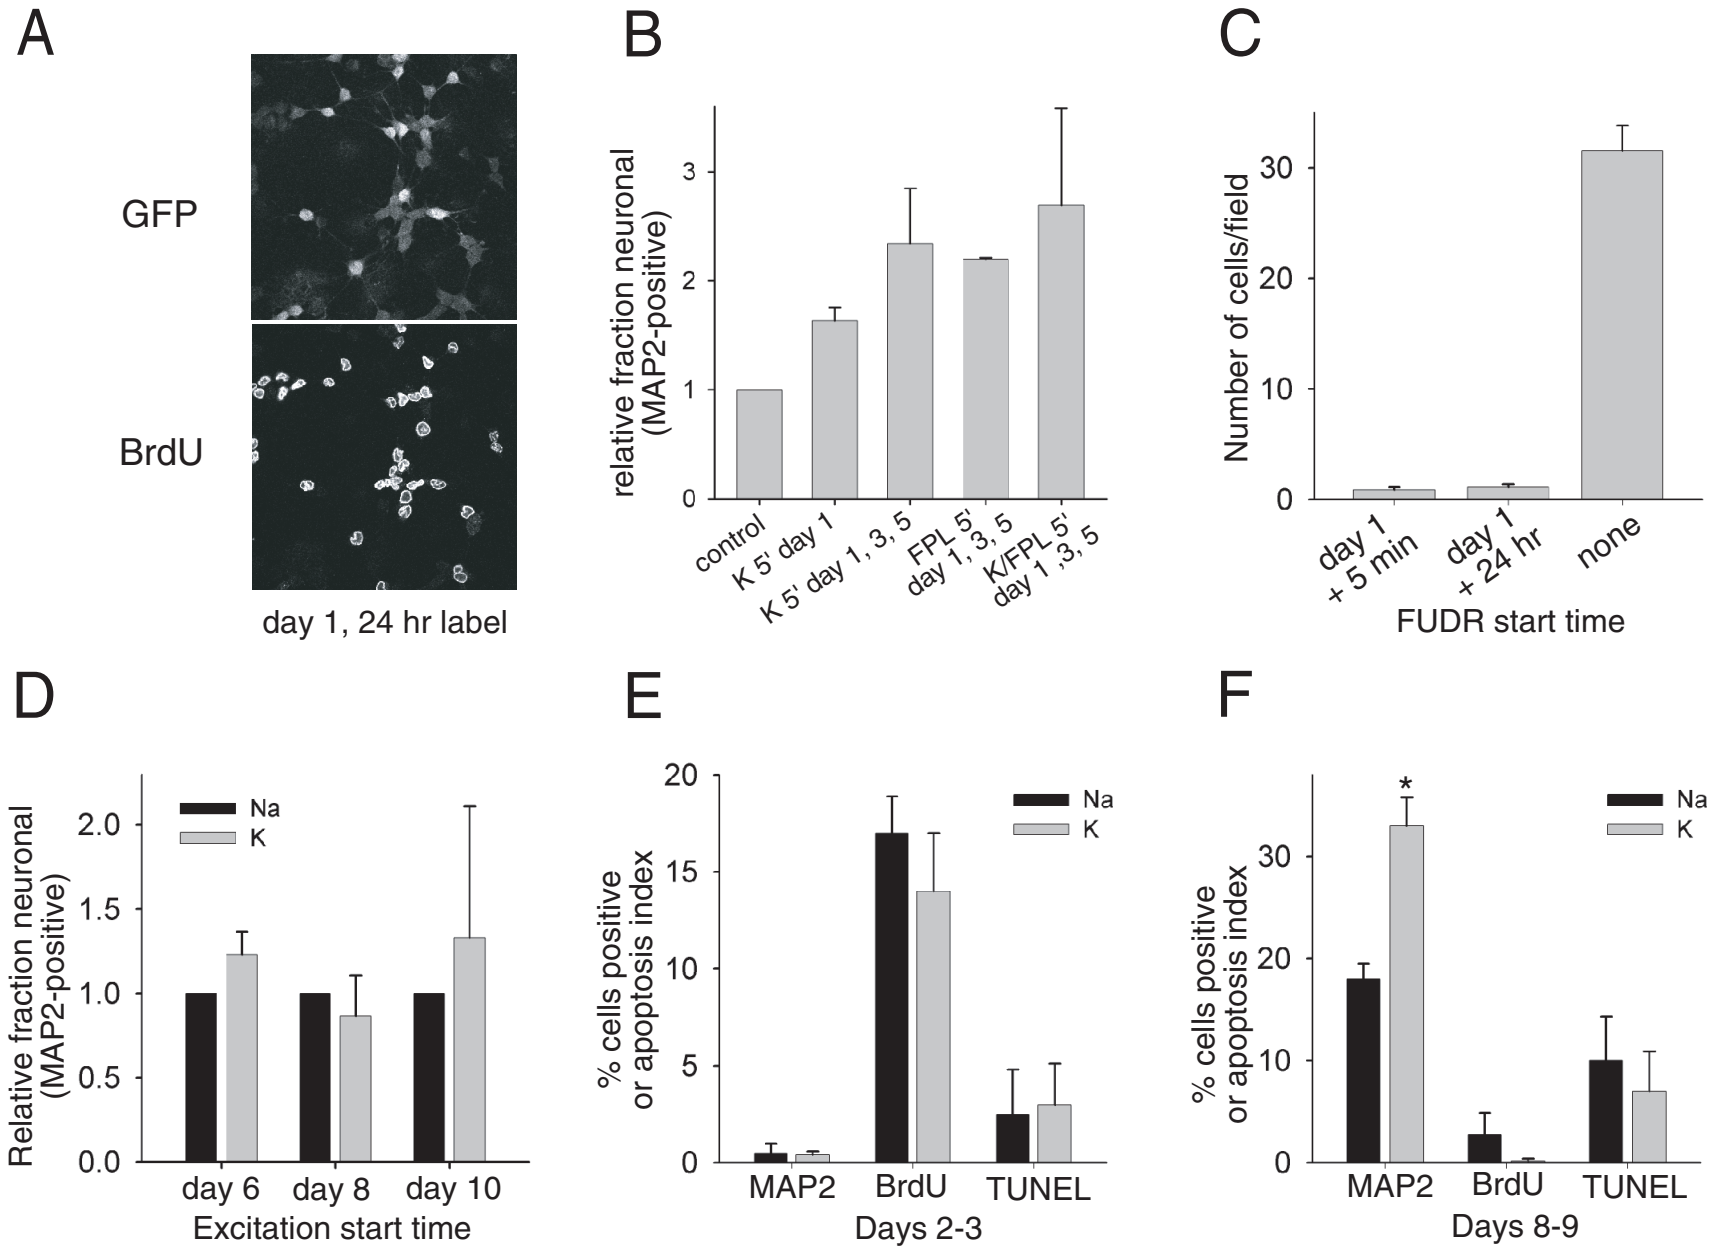 A
GFP
BrdU
day 1, 24 hr label
B
relative fraction neuronal
(MAP2-positive)
3
2
1
0
control
K 5' day 1
K 5' day 1, 3, 5
FPL 5'
day 1, 3, 5
K/FPL 5'
day 1 ,3, 5
C
Number of cells/field
30
20
10
0
day 1
+ 5 min
day 1
+ 24 hr
none
FUDR start time
D
Relative fraction neuronal
(MAP2-positive)
2.0
1.5
1.0
0.5
0.0
Na
K
day 6
day 8
day 10
Excitation start time
E
% cells positive
or apoptosis index
20
15
10
5
0
Na
K
MAP2
BrdU
TUNEL
Days 2-3
F
% cells positive
or apoptosis index
30
20
10
0
*
Na
K
MAP2
BrdU
TUNEL
Days 8-9